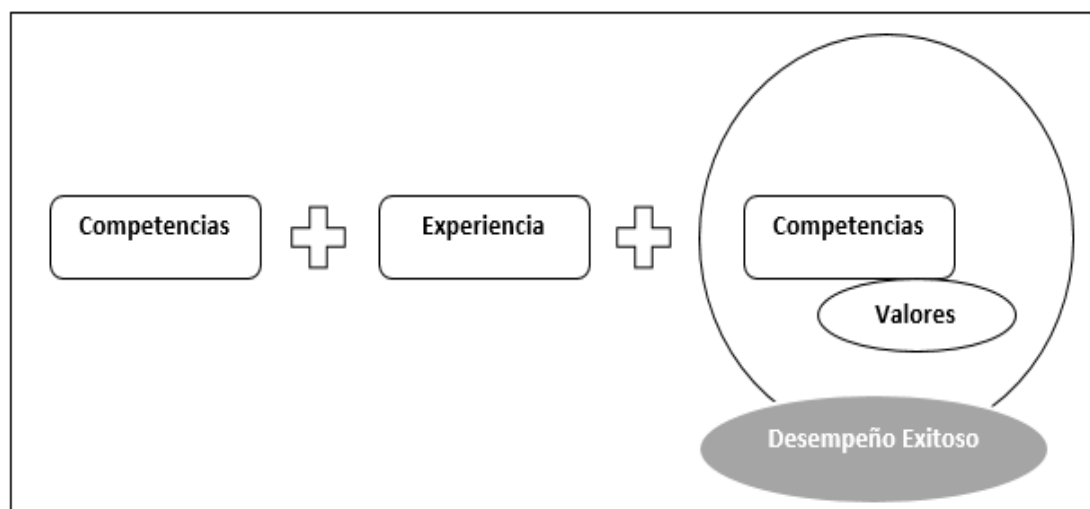 Competencias
Experiencia
Competencias
Valores
Desempeño Exitoso